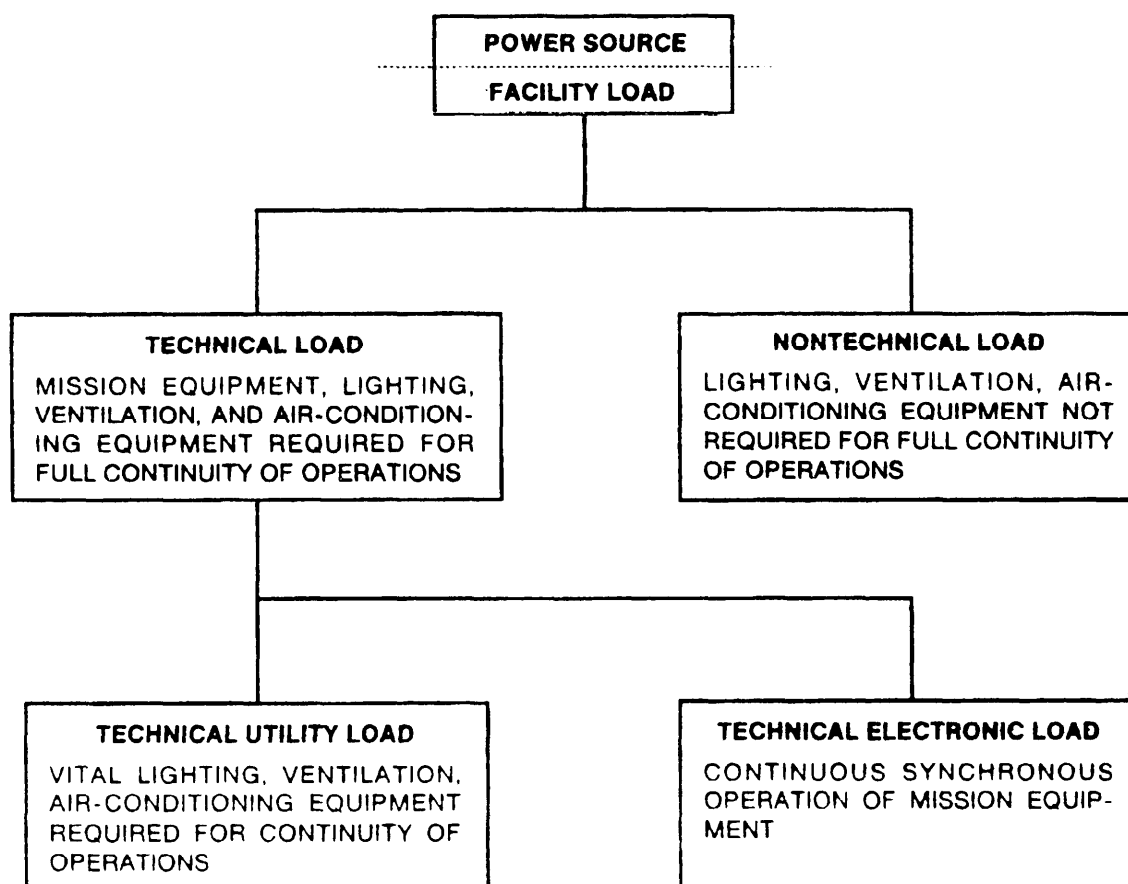 POWER SOURCE
FACILITY LOAD
TECHNICAL LOAD
MISSION EQUIPMENT, LIGHTING,
VENTILATION, AND AIR-CONDITION-
ING EQUIPMENT REQUIRED FOR
FULL CONTINUITY OF OPERATIONS
NONTECHNICAL LOAD
LIGHTING, VENTILATION, AIR-
CONDITIONING EQUIPMENT NOT
REQUIRED FOR FULL CONTINUITY
OF OPERATIONS
TECHNICAL UTILITY LOAD
VITAL LIGHTING, VENTILATION,
AIR-CONDITIONING EQUIPMENT
REQUIRED FOR CONTINUITY OF
OPERATIONS
TECHNICAL ELECTRONIC LOAD
CONTINUOUS SYNCHRONOUS
OPERATION OF MISSION EQUIP-
MENT